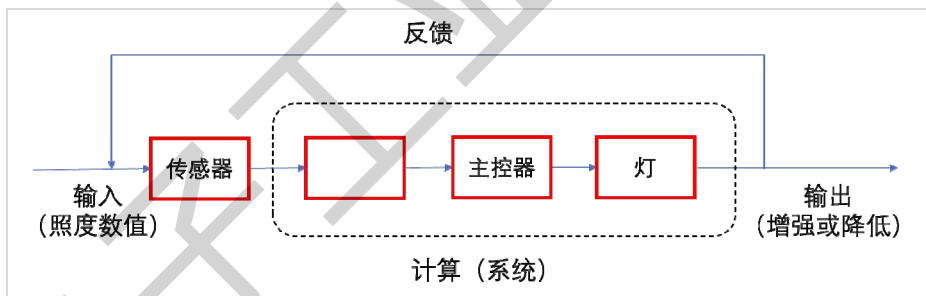 反馈
传感器
主控器
灯
输入
（照度数值）
输出
（增强或降低）
计算（系统）